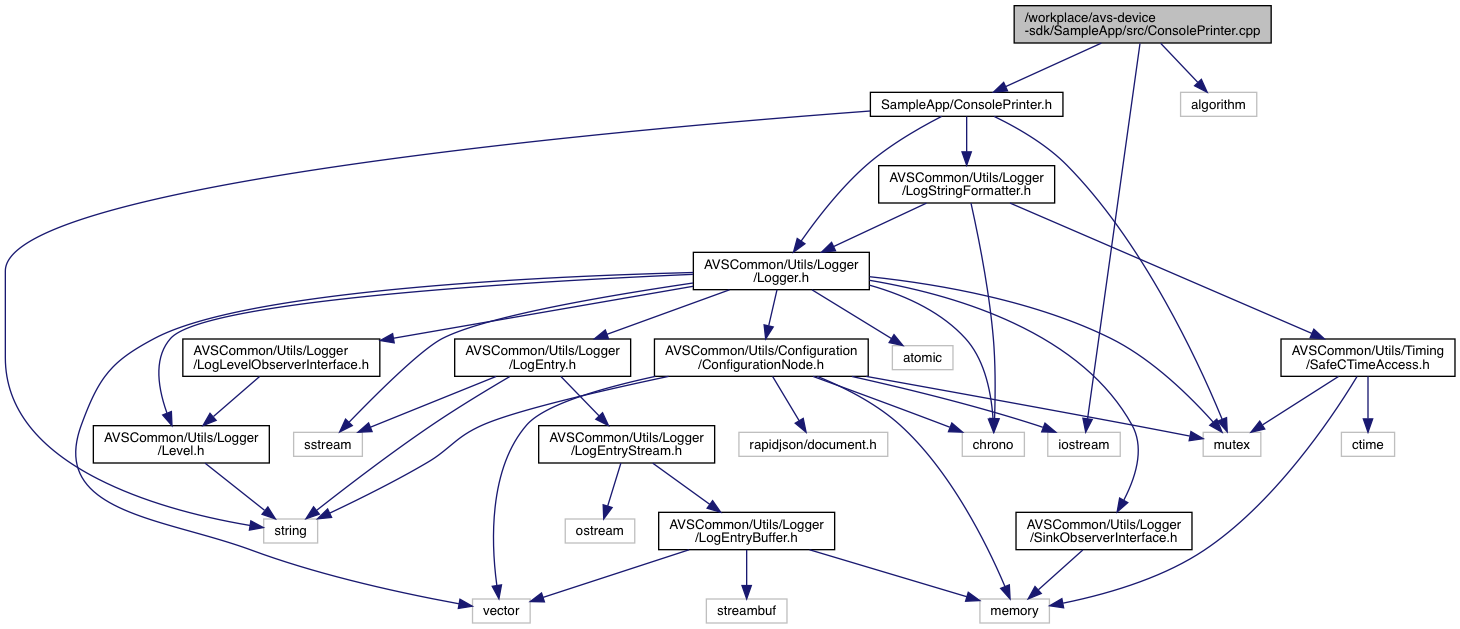 /workplace/avs-device
-sdk/SampleApp/src/ConsolePrinter.cpp
SampleApp/ConsolePrinter.h
algorithm
AVSCommon/Utils/Logger
/LogStringFormatter.h
AVSCommon/Utils/Logger
/Logger.h
AVSCommon/Utils/Logger
/LogLevelObserverInterface.h
AVSCommon/Utils/Logger
/LogEntry.h
AVSCommon/Utils/Configuration
/ConfigurationNode.h
atomic
AVSCommon/Utils/Timing
/SafeCTimeAccess.h
AVSCommon/Utils/Logger
/Level.h
sstream
AVSCommon/Utils/Logger
/LogEntryStream.h
rapidjson/document.h
chrono
iostream
mutex
ctime
string
ostream
AVSCommon/Utils/Logger
/LogEntryBuffer.h
AVSCommon/Utils/Logger
/SinkObserverInterface.h
vector
streambuf
memory